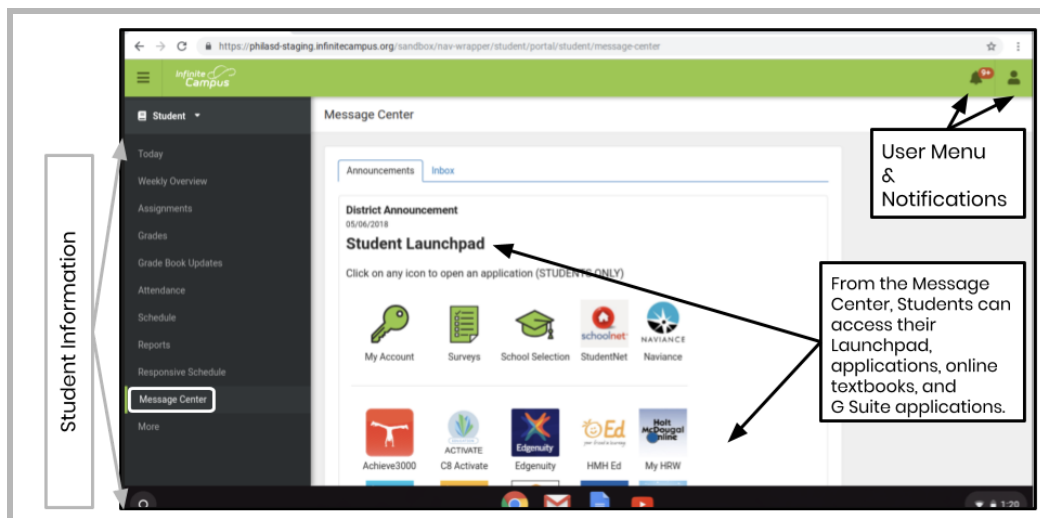 https://philasd-staging.infinitecampus.org/sandbox/nav-wrapper/student/portal/student/message-center
Infinite
Campus
9+
Student
Message Center
User Menu
&
Notifications
Today
Weekly Overview
Assignments
Grades
Grade Book Updates
Attendance
Schedule
Reports
Responsive Schedule
Message Center
More
Student Information
Announcements Inbox
District Announcement
05/06/2018
Student Launchpad
Click on any icon to open an application (STUDENTS ONLY)
schoolnet
NAVIANCE
My Account Surveys School Selection StudentNet Naviance
From the Message
Center, Students can
access their
Launchpad,
applications, online
textbooks, and
G Suite applications.
ACTIVATE
Edgenuity
Ed
Holt
McDougal
Online
Achieve3000 C8 Activate Edgenuity HMH Ed My HRW
1:20